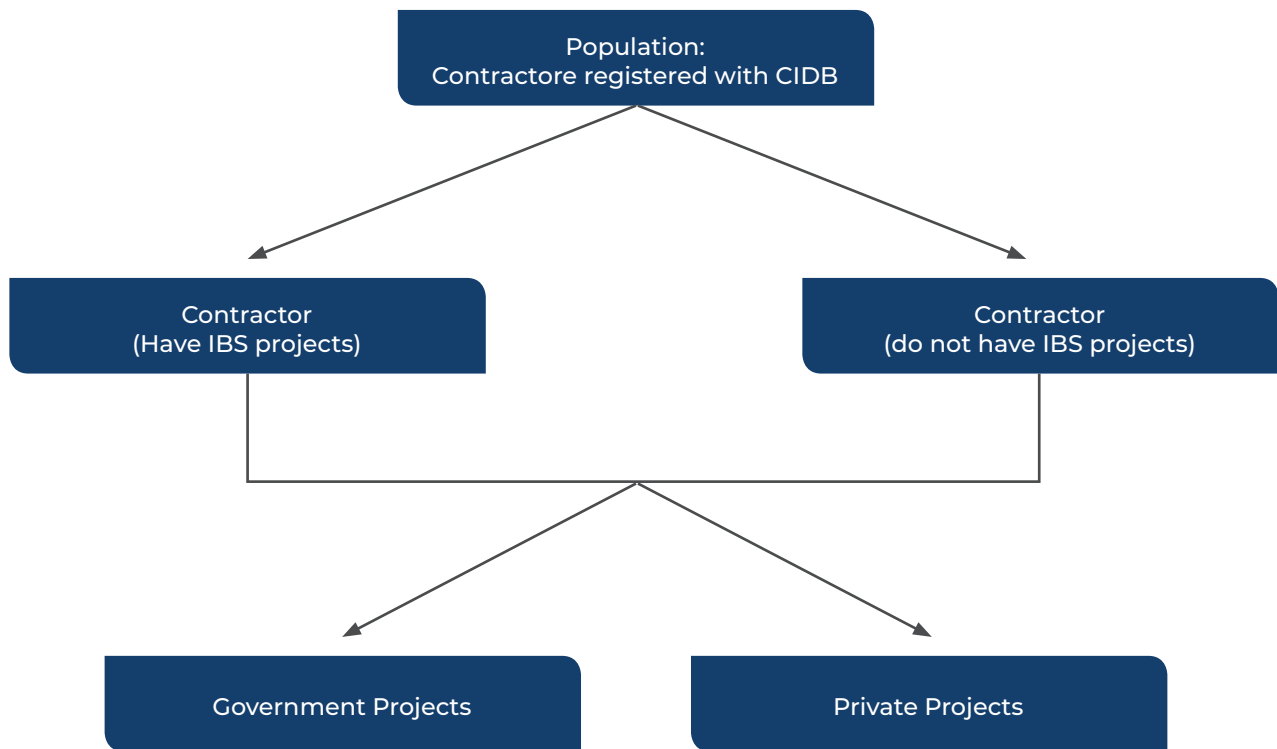 Population:
Contractore registered with CIDB
Contractor
(Have IBS projects)
Contractor
(do not have IBS projects)
Government Projects
Private Projects